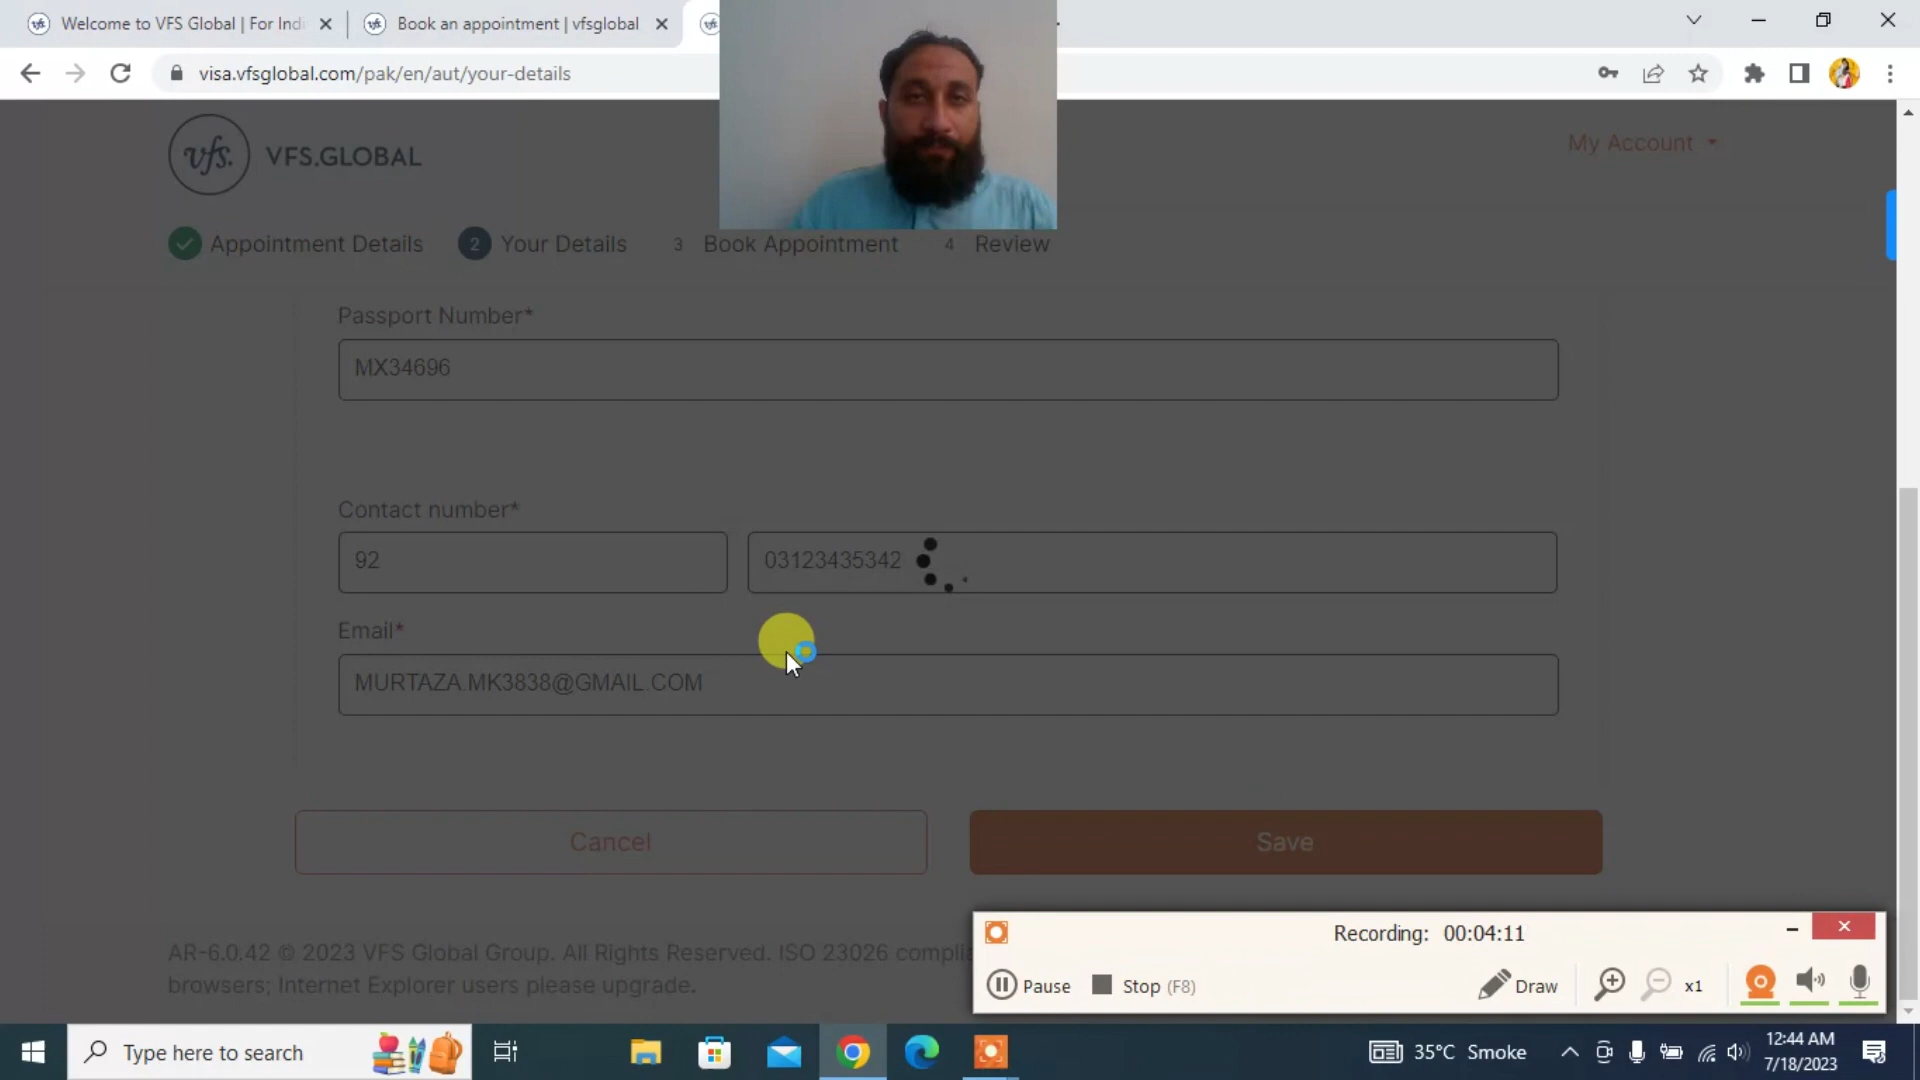 Welcome to VFS Global | For Indi
Book an appointment | vfsglobal
visa.vfsglobal.com/pak/en/aut/your-details
vfs. VFS.GLOBAL
My Account
Appointment Details 2 Your Details 3 Book Appointment 4 Review
Passport Number*
MX34696
Contact number*
92 03123435342
Email*
MURTAZA.MK3838@GMAIL.COM
Cancel Save
AR-6.0.42 © 2023 VFS Global Group. All Rights Reserved. ISO 23026 complia
browsers; Internet Explorer users please upgrade.
Recording: 00:04:11
Pause Stop (F8) Draw x1
Type here to search
35°C Smoke
12:44 AM
7/18/2023